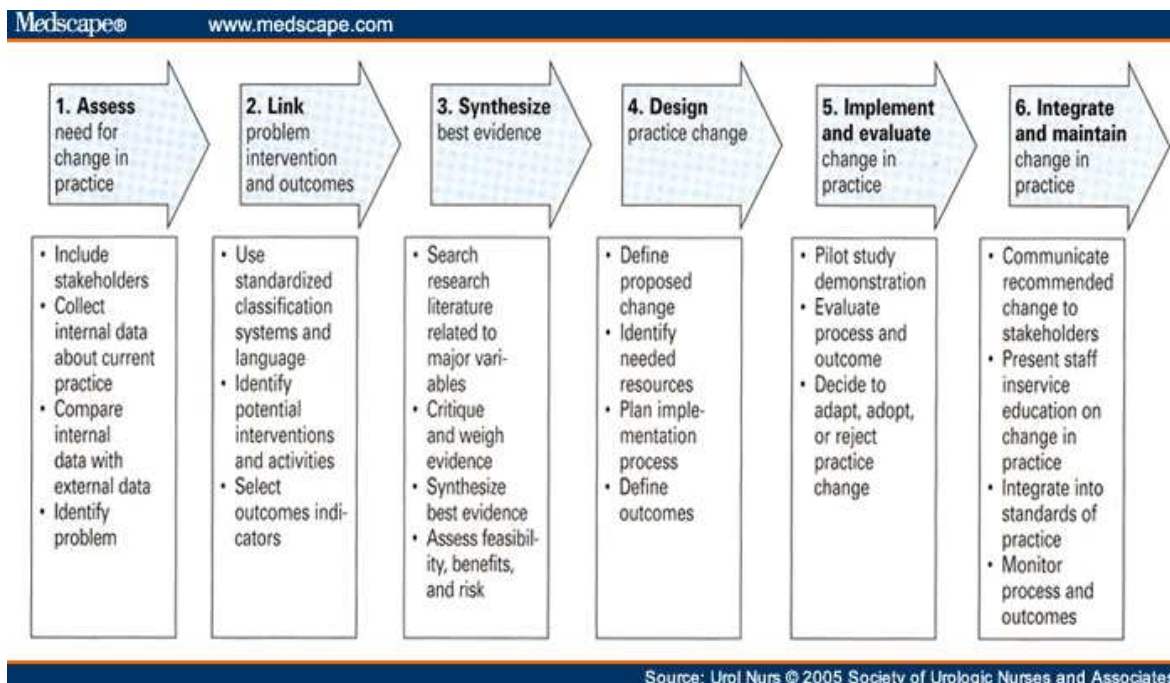 Medscape® www.medscape.com
1. Assess
need for
change in
practice
2. Link
problem
intervention
and outcomes
3. Synthesize
best evidence
4. Design
practice change
5. Implement
and evaluate
change in
practice
6. Integrate
and maintain
change in
practice
• Include
stakeholders
• Collect
internal data
about current
practice
• Compare
internal
data with
external data
• Identify
problem
• Use
standardized
classification
systems and
language
• Identify
potential
interventions
and activities
• Select
outcomes indi-
cators
• Search
research
literature
related to
major vari-
ables
• Critique
and weigh
evidence
• Synthesize
best evidence
• Assess feasibil-
ity, benefits,
and risk
• Define
proposed
change
• Identify
needed
resources
• Plan imple-
mentation
process
• Define
outcomes
• Pilot study
demonstration
• Evaluate
process and
outcome
• Decide to
adapt, adopt,
or reject
practice
change
• Communicate
recommended
change to
stakeholders
• Present staff
inservice
education on
change in
practice
• Integrate into
standards of
practice
• Monitor
process and
outcomes
Source: Urol Nurs © 2005 Society of Urologic Nurses and Associates